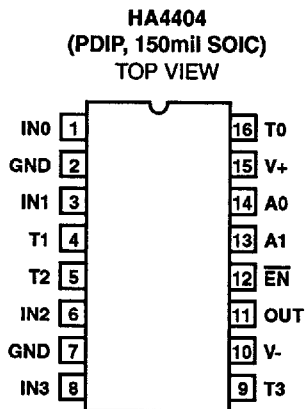 HA4404
(PDIP, 150mil SOIC)
TOP VIEW
IN0 1 16 T0
GND 2 15 V+
IN1 3 14 A0
T1 4 13 A1
T2 5 12 E̅N̅
IN2 6 11 OUT
GND 7 10 V-
IN3 8 9 T3